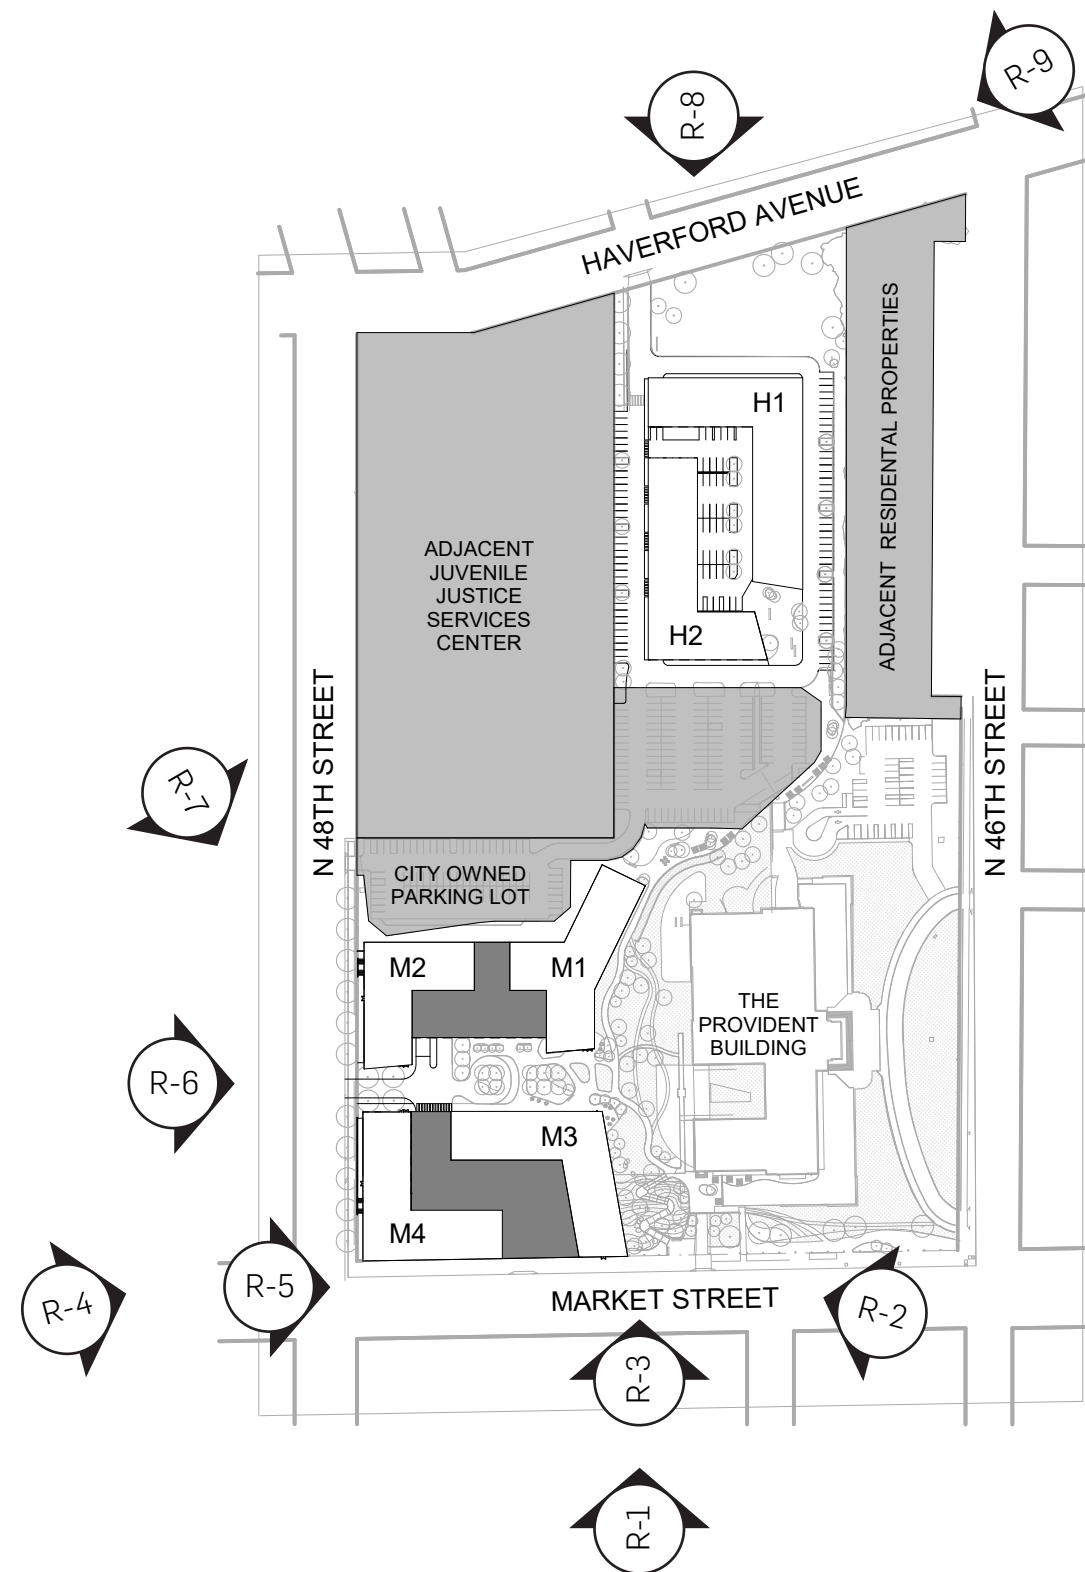 R-9
R-8
HAVERFORD AVENUE
H1
ADJACENT RESIDENTAL PROPERTIES
ADJACENT
JUVENILE
JUSTICE
SERVICES
CENTER
H2
N 48TH STREET
N 46TH STREET
R-7
CITY OWNED
PARKING LOT
M2
M1
THE
PROVIDENT
BUILDING
R-6
M3
M4
R-5
R-4
MARKET STREET
R-2
R-3
R-1